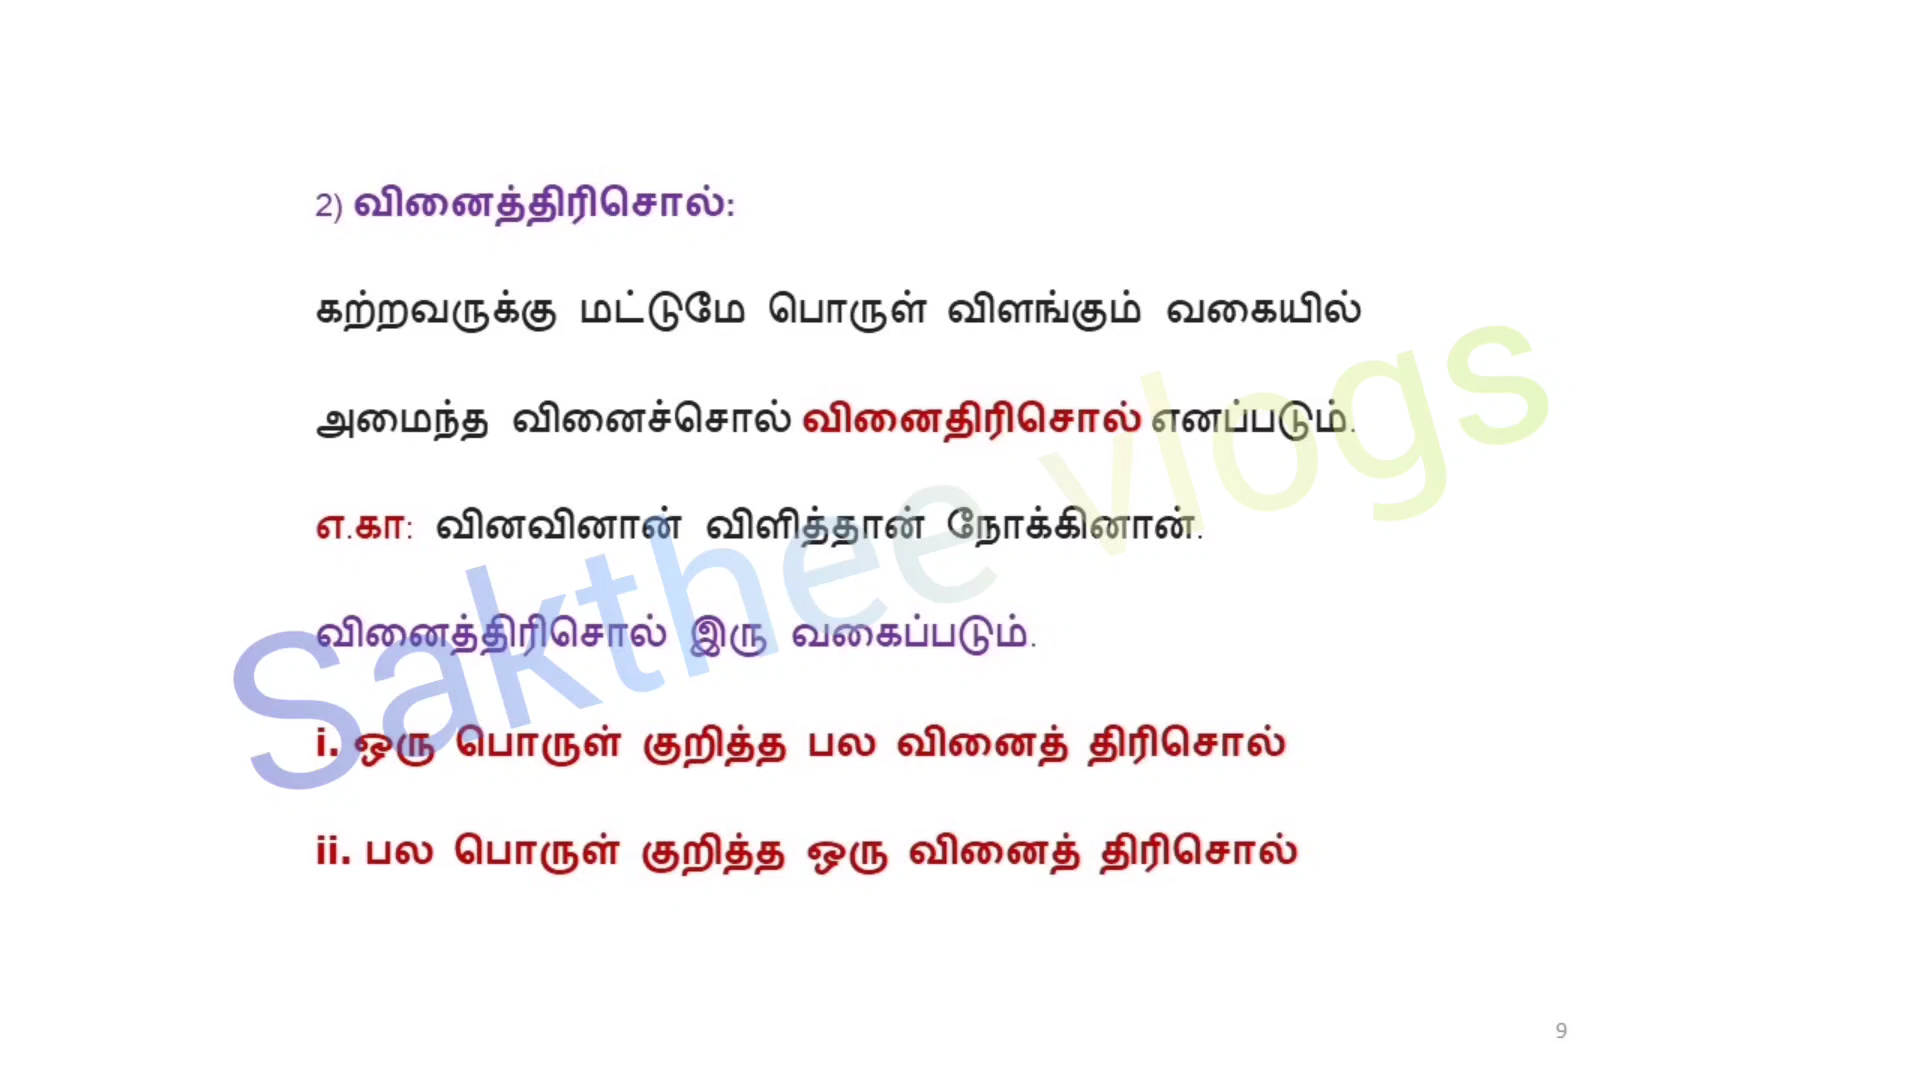 2) வினைத்திரிசொல்:
கற்றவருக்கு மட்டுமே பொருள் விளங்கும் வகையில்
அமைந்த வினைச்சொல் வினைதிரிசொல் எனப்படும்.
எ.கா: வினவினான் விளித்தான் நோக்கினான்.
வினைத்திரிசொல் இரு வகைப்படும்.
i. ஒரு பொருள் குறித்த பல வினைத் திரிசொல்
ii. பல பொருள் குறித்த ஒரு வினைத் திரிசொல்
Sakthee vlogs
9